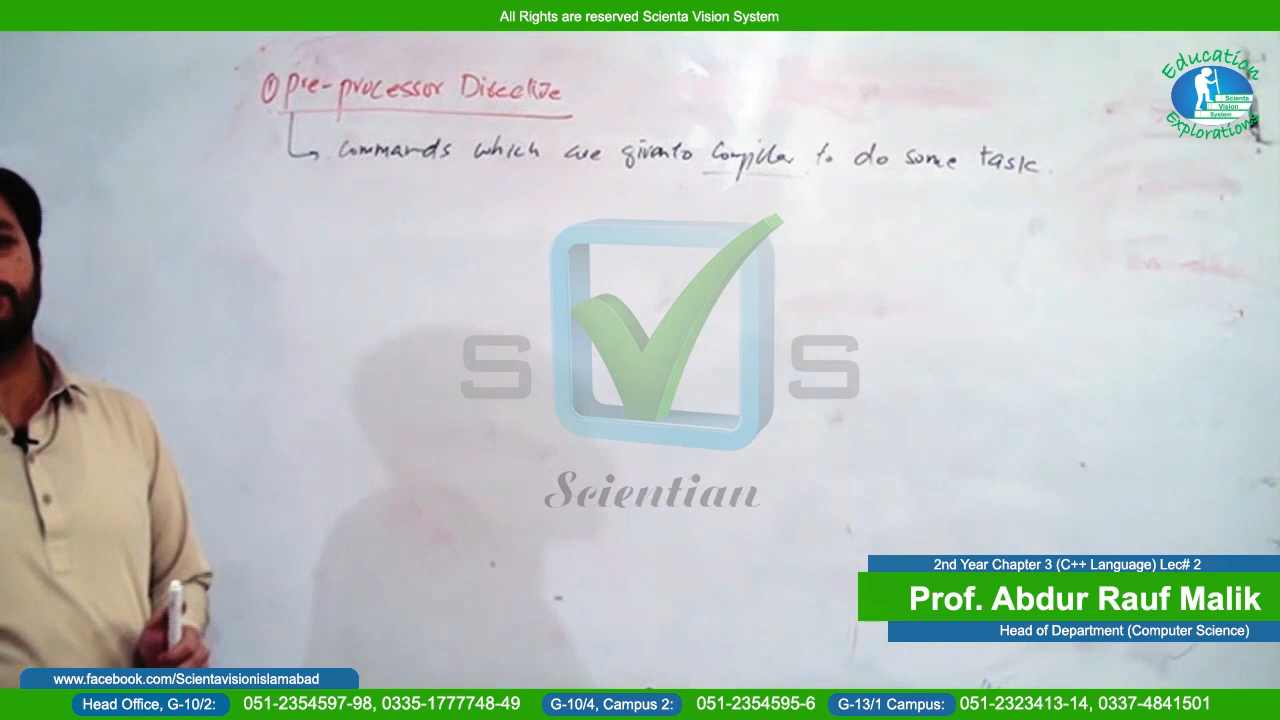 All Rights are reserved Scienta Vision System
Education
Scienta
Vision
System
Explorations
① Pre-processor Directive
commands which are given to Compiler to do some task.
S S
Scientian
2nd Year Chapter 3 (C++ Language) Lec# 2
Prof. Abdur Rauf Malik
Head of Department (Computer Science)
www.facebook.com/Scientavisionislamabad
Head Office, G-10/2: 051-2354597-98, 0335-1777748-49 G-10/4, Campus 2: 051-2354595-6 G-13/1 Campus: 051-2323413-14, 0337-4841501